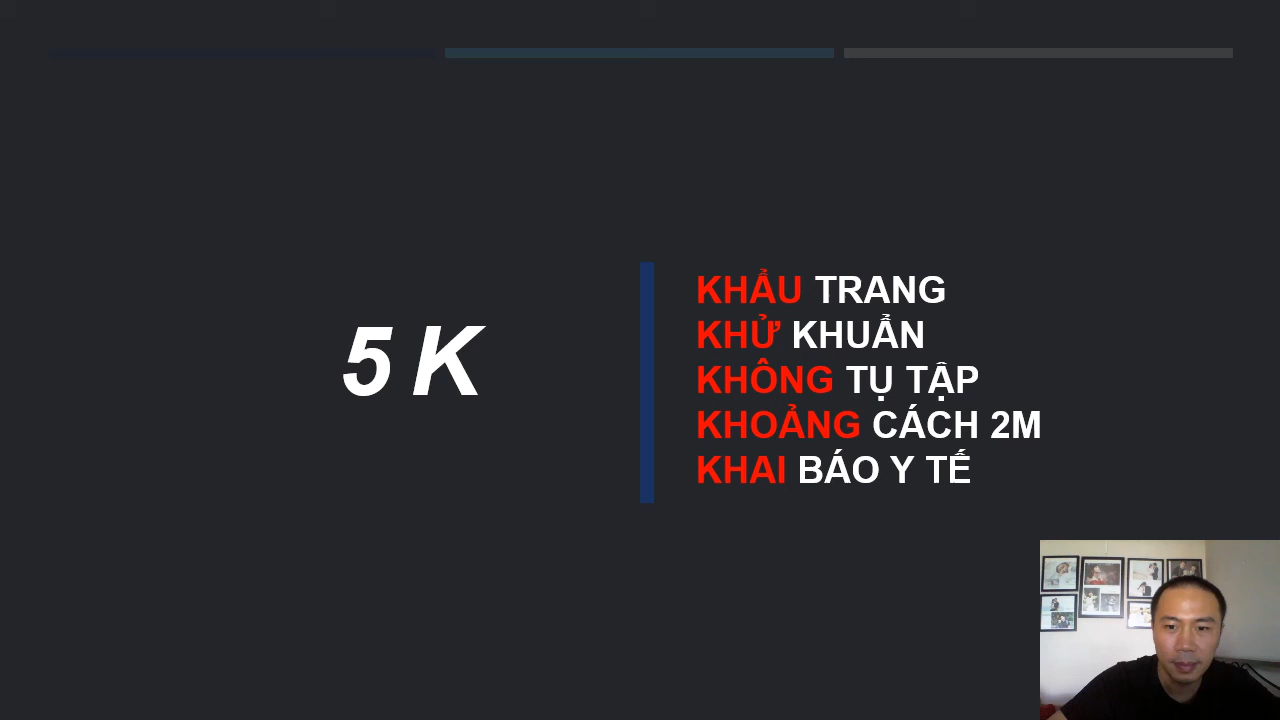 5 K
KHẨU TRANG
KHỬ KHUẨN
KHÔNG TỤ TẬP
KHOẢNG CÁCH 2M
KHAI BÁO Y TẾ